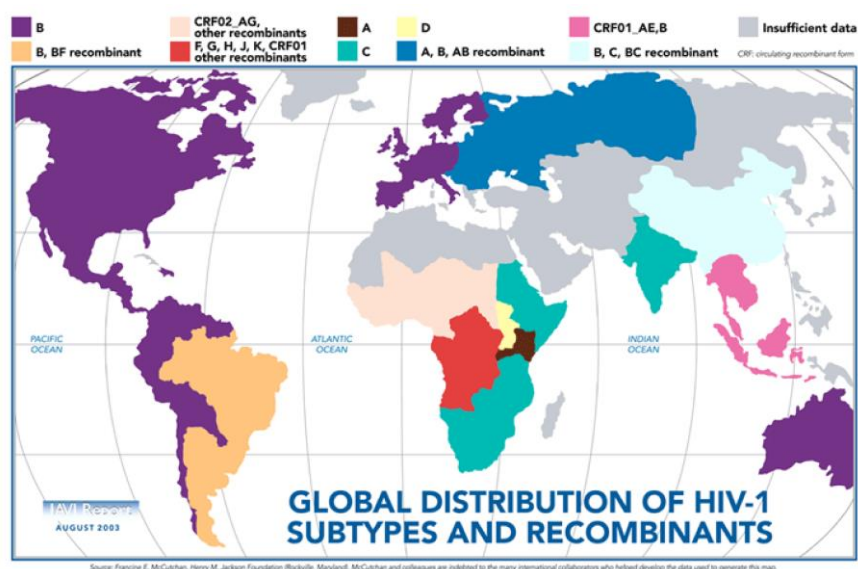 B
B, BF recombinant
CRF02_AG,
other recombinants
F, G, H, J, K, CRF01
other recombinants
A
C
D
A, B, AB recombinant
CRF01_AE,B
B, C, BC recombinant
Insufficient data
CRF: circulating recombinant form
PACIFIC
OCEAN
ATLANTIC
OCEAN
INDIAN
OCEAN
IAVI Report
AUGUST 2003
GLOBAL DISTRIBUTION OF HIV-1
SUBTYPES AND RECOMBINANTS
Source: Francine E. McCutchan, Henry M. Jackson Foundation (Rockville, Maryland). McCutchan and colleagues are indebted to the many international collaborators who helped develop the data used to generate this map.